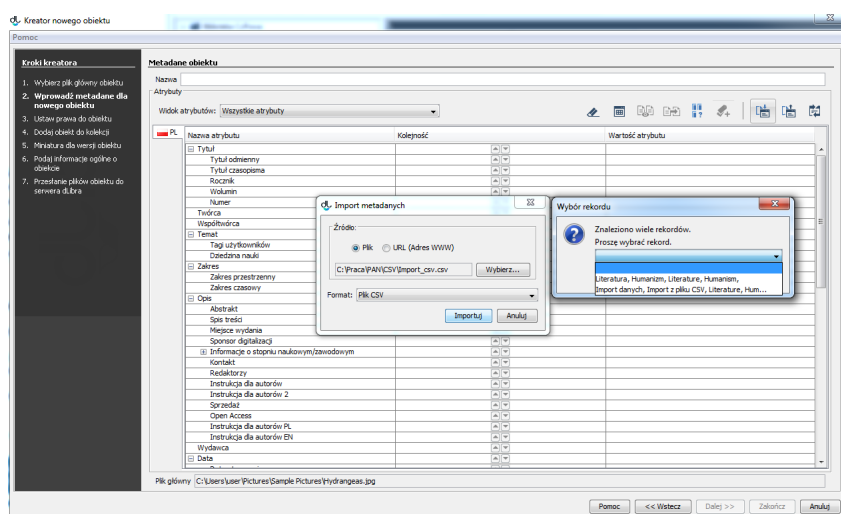 Kreator nowego obiektu
Pomoc
Kroki kreatora
1. Wybierz plik główny obiektu
2. Wprowadź metadane dla
nowego obiektu
3. Ustaw prawa do obiektu
4. Dodaj obiekt do kolekcji
5. Miniatura dla wersji obiektu
6. Podaj informacje ogólne o
obiekcie
7. Przesłanie plików obiektu do
serwera dLibra
Metadane obiektu
Nazwa
Atrybuty
Widok atrybutów: Wszystkie atrybuty
PL
Nazwa atrybutu Kolejność Wartość atrybutu
Tytuł
Tytuł odmienny
Tytuł czasopisma
Rocznik
Wolumin
Numer
Twórca
Współtwórca
Temat
Tagi użytkowników
Dziedzina nauki
Zakres
Zakres przestrzenny
Zakres czasowy
Opis
Abstrakt
Spis treści
Miejsce wydania
Sponsor digitalizacji
Informacje o stopniu naukowym/zawodowym
Kontakt
Redaktorzy
Instrukcja dla autorów
Instrukcja dla autorów 2
Sprzedaż
Open Access
Instrukcja dla autorów PL
Instrukcja dla autorów EN
Wydawca
Data
Import metadanych
Źródło:
Plik URL (Adres WWW)
C:\Praca\PAN\CSV\Import_csv.csv Wybierz...
Format: Plik CSV
Importuj Anuluj
Wybór rekordu
Znaleziono wiele rekordów.
Proszę wybrać rekord.
Literatura, Humanizm, Literature, Humanism,
Import danych, Import z pliku CSV, Literature, Hum...
Plik główny C:\Users\user\Pictures\Sample Pictures\Hydrangeas.jpg
Pomoc << Wstecz Dalej >> Zakończ Anuluj